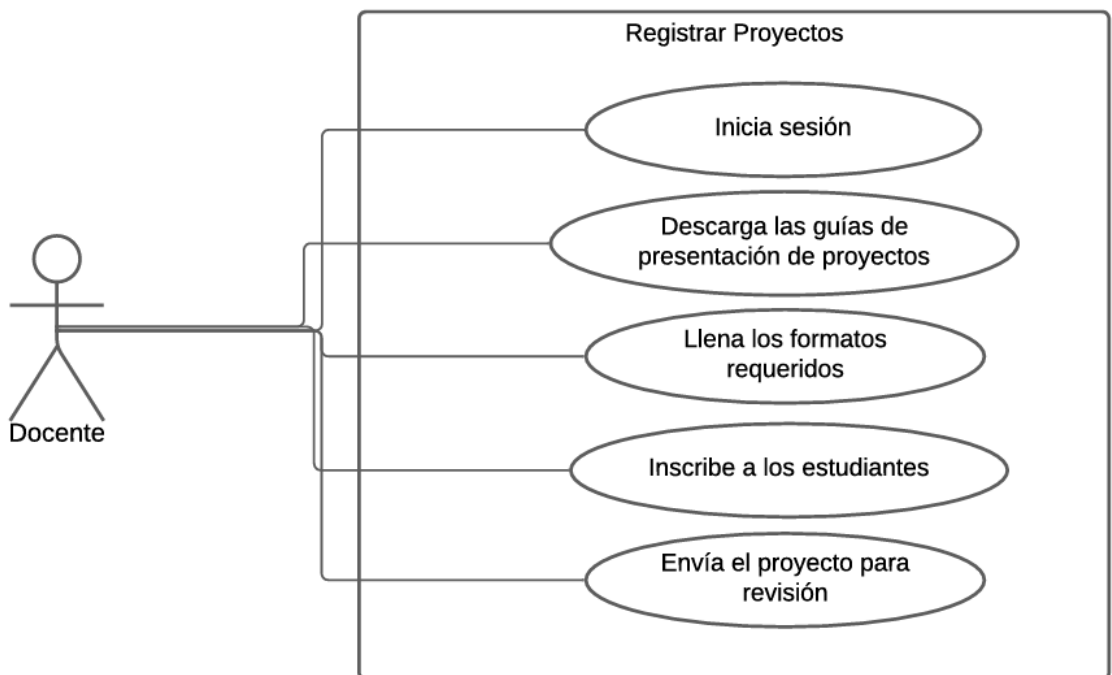 Registrar Proyectos
Inicia sesión
Descarga las guías de
presentación de proyectos
Llena los formatos
requeridos
Docente
Inscribe a los estudiantes
Envía el proyecto para
revisión